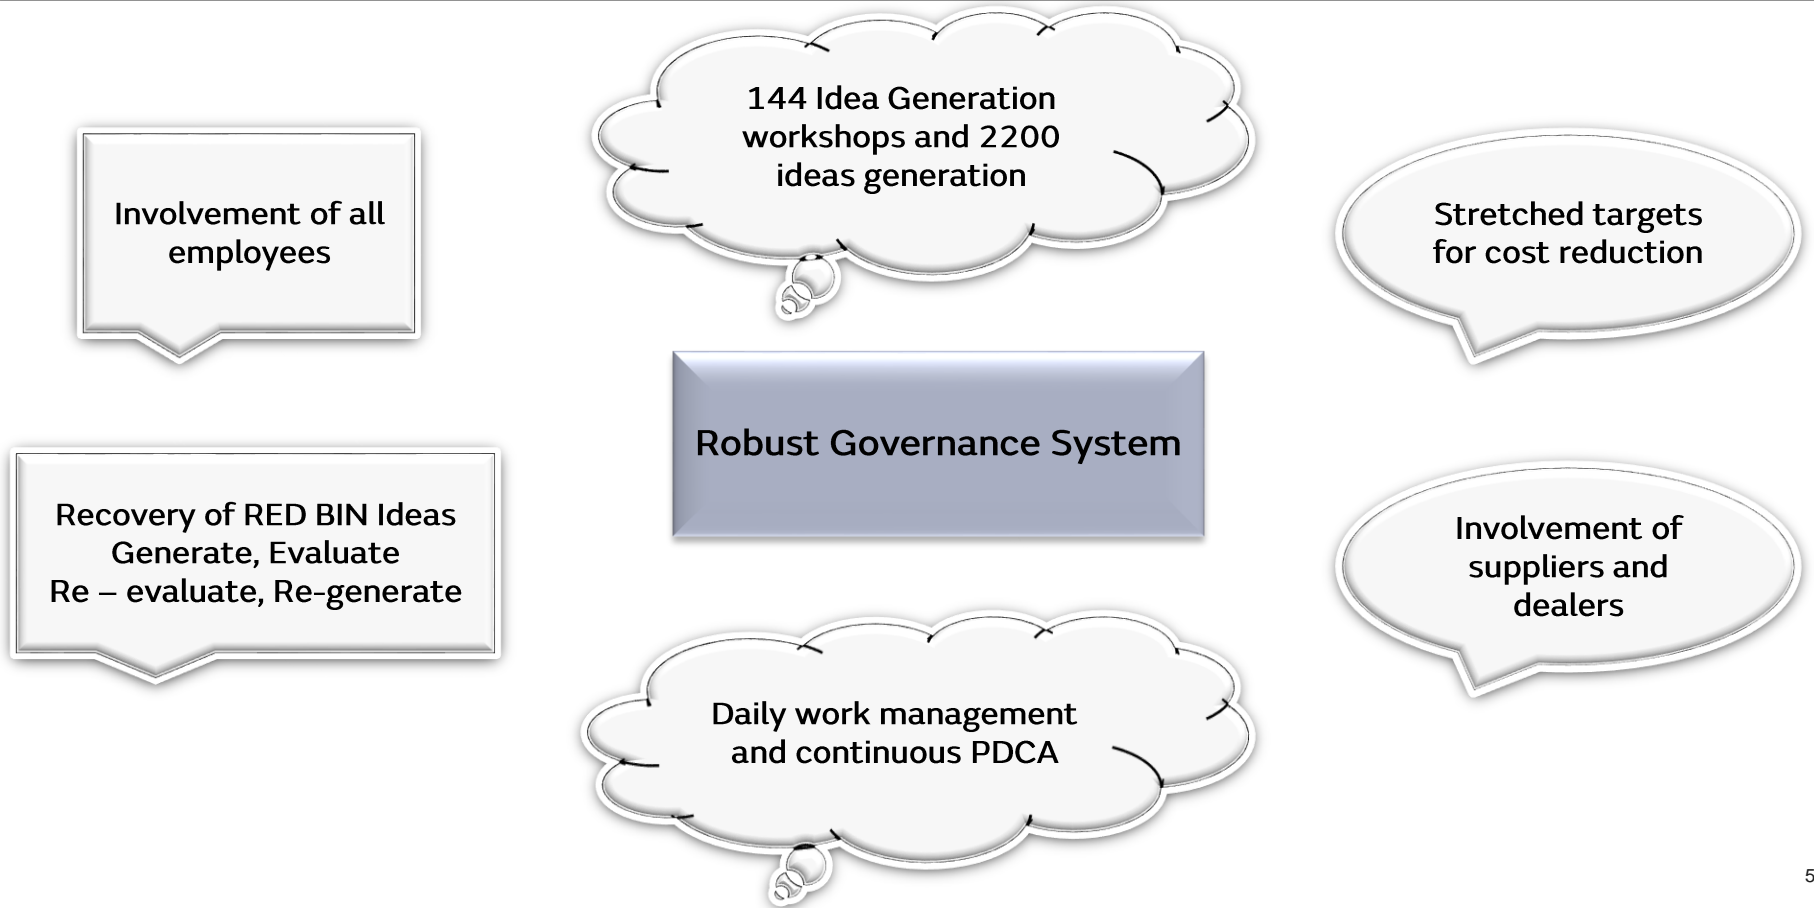 144 Idea Generation
workshops and 2200
ideas generation
Involvement of all
employees
Stretched targets
for cost reduction
Robust Governance System
Recovery of RED BIN Ideas
Generate, Evaluate
Re – evaluate, Re-generate
Involvement of
suppliers and
dealers
Daily work management
and continuous PDCA
5